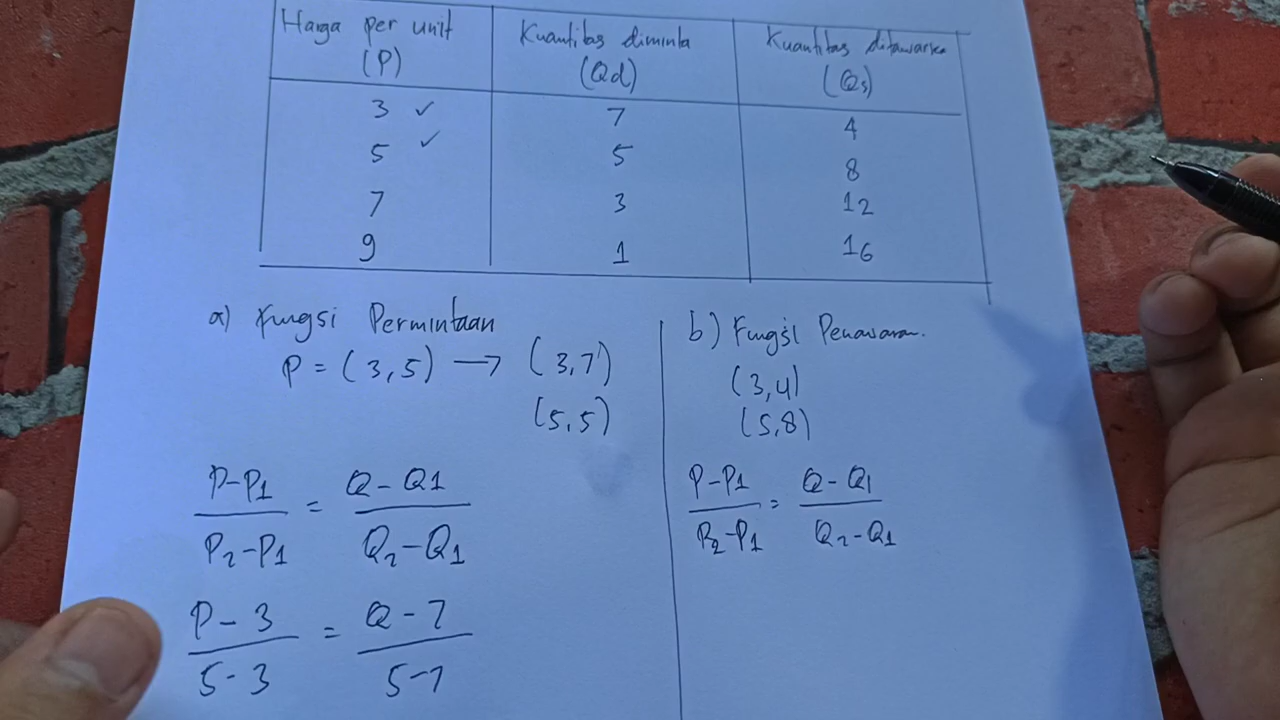 Harga per unit (P) Kuantitas diminta (Qd) Kuantitas ditawarka (Qs)
3 ✓ 7 4
5 ✓ 5 8
7 3 12
9 1 16
a) Fungsi Permintaan
P = (3,5) → (3,7)
(5,5)
P-P1 / P2-P1 = Q-Q1 / Q2-Q1
P-3 / 5-3 = Q-7 / 5-7
b) Fungsi Penawaran.
(3,4)
(5,8)
P-P1 / P2-P1 = Q-Q1 / Q2-Q1